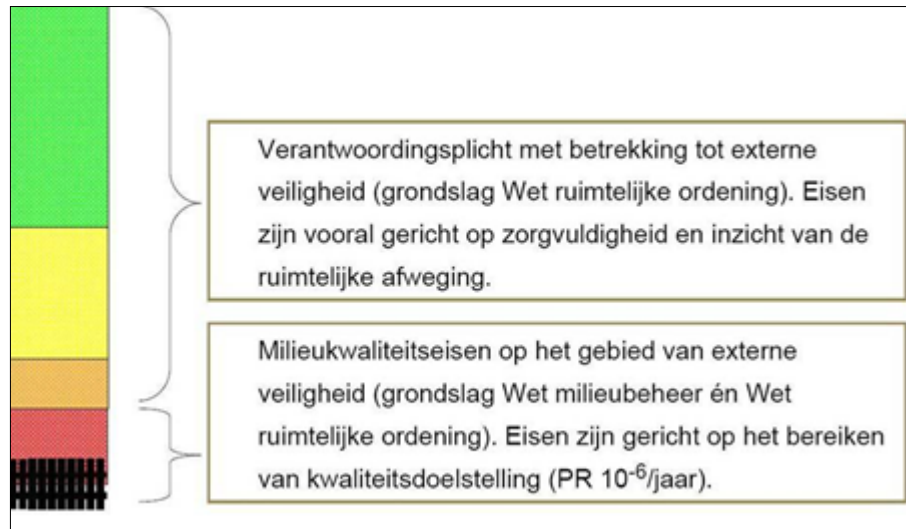 Verantwoordingsplicht met betrekking tot externe
veiligheid (grondslag Wet ruimtelijke ordening). Eisen
zijn vooral gericht op zorgvuldigheid en inzicht van de
ruimtelijke afweging.
Milieukwaliteitseisen op het gebied van externe
veiligheid (grondslag Wet milieubeheer én Wet
ruimtelijke ordening). Eisen zijn gericht op het bereiken
van kwaliteitsdoelstelling (PR 10⁻⁶/jaar).